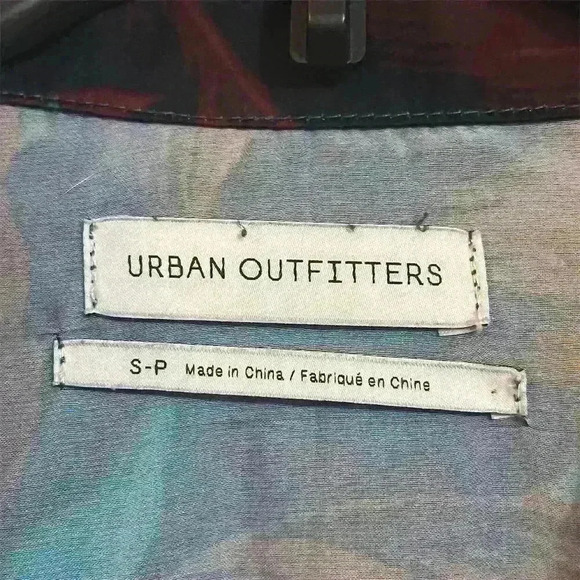 URBAN OUTFITTERS
S-P Made in China / Fabriqué en Chine